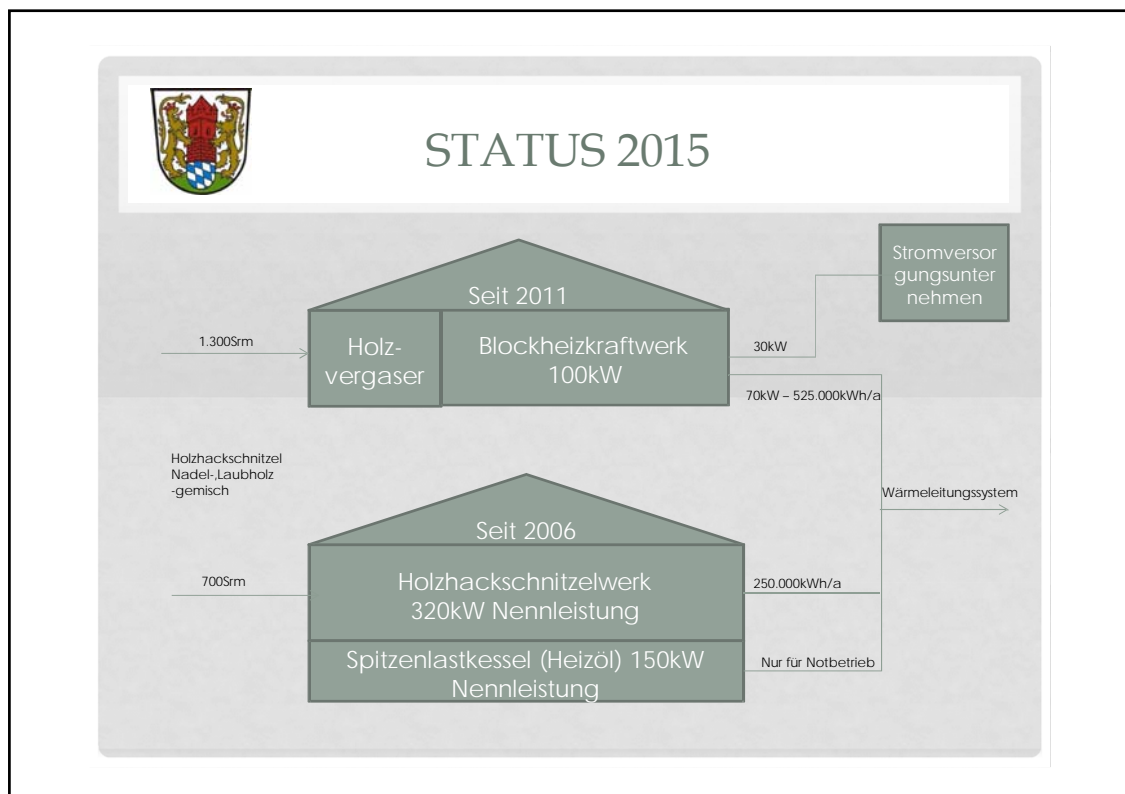 STATUS 2015
Stromversor
gungsunter
nehmen
Seit 2011
1.300Srm
Holz-
vergaser
Blockheizkraftwerk
100kW
30kW
70kW – 525.000kWh/a
Holzhackschnitzel
Nadel-,Laubholz
-gemisch
Wärmeleitungssystem
Seit 2006
700Srm
Holzhackschnitzelwerk
320kW Nennleistung
250.000kWh/a
Spitzenlastkessel (Heizöl) 150kW
Nennleistung
Nur für Notbetrieb